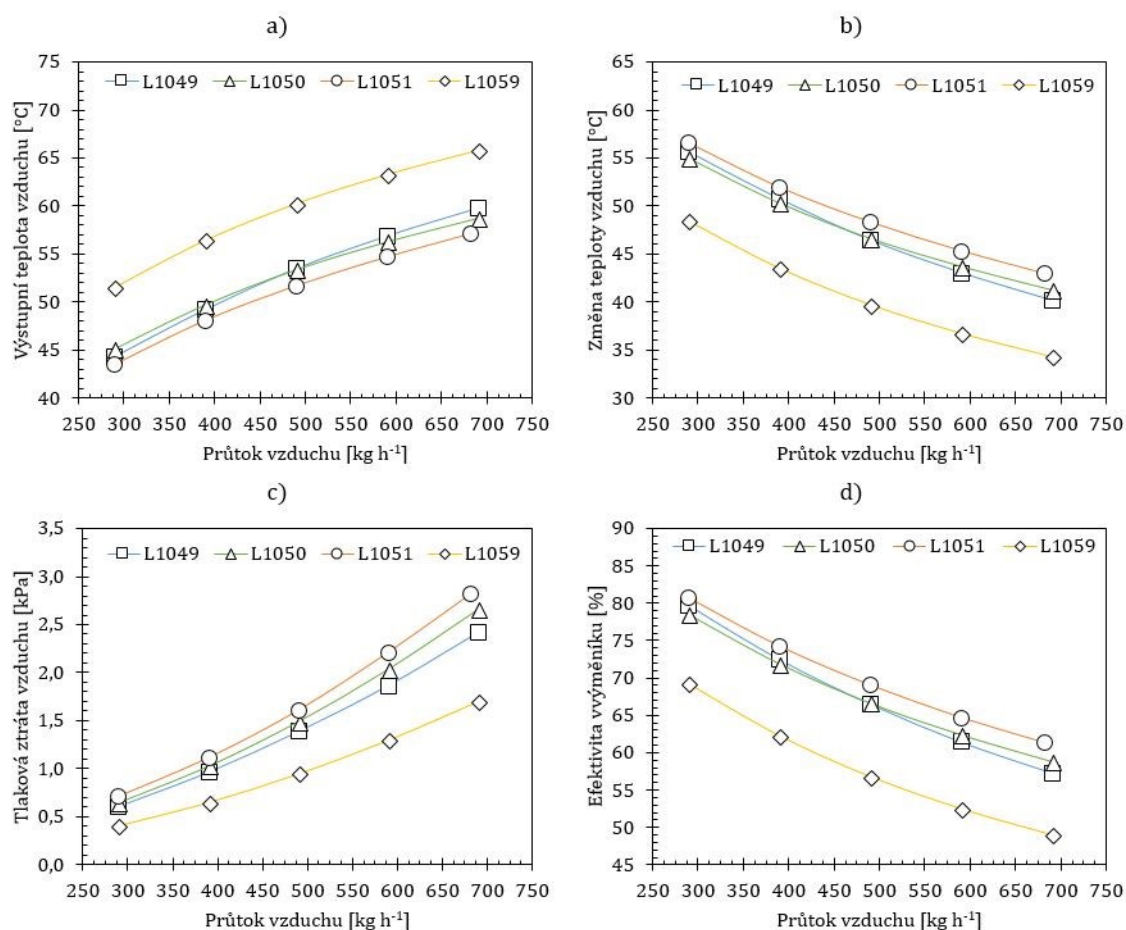 a)
75
L1049 L1050 L1051 L1059
70
65
60
55
50
45
40
250 300 350 400 450 500 550 600 650 700 750
Výstupní teplota vzduchu [°C]
Průtok vzduchu [kg h⁻¹]
b)
65
L1049 L1050 L1051 L1059
60
55
50
45
40
35
30
250 300 350 400 450 500 550 600 650 700 750
Změna teploty vzduchu [°C]
Průtok vzduchu [kg h⁻¹]
c)
3,5
L1049 L1050 L1051 L1059
3,0
2,5
2,0
1,5
1,0
0,5
0,0
250 300 350 400 450 500 550 600 650 700 750
Tlaková ztráta vzduchu [kPa]
Průtok vzduchu [kg h⁻¹]
d)
90
L1049 L1050 L1051 L1059
85
80
75
70
65
60
55
50
45
250 300 350 400 450 500 550 600 650 700 750
Efektivita vvýměníku [%]
Průtok vzduchu [kg h⁻¹]